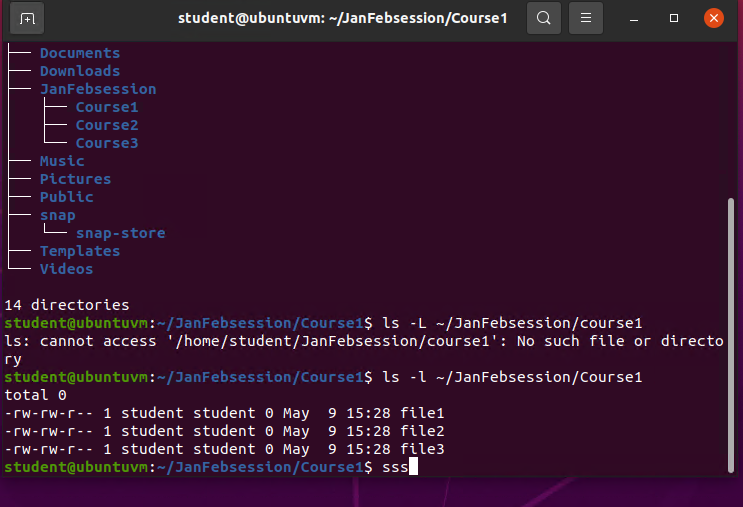 student@ubuntuvm: ~/JanFebsession/Course1
Documents
Downloads
JanFebsession
Course1
Course2
Course3
Music
Pictures
Public
snap
snap-store
Templates
Videos
14 directories
student@ubuntuvm:~/JanFebsession/Course1$ ls -L ~/JanFebsession/course1
ls: cannot access '/home/student/JanFebsession/course1': No such file or directo
ry
student@ubuntuvm:~/JanFebsession/Course1$ ls -l ~/JanFebsession/Course1
total 0
-rw-rw-r-- 1 student student 0 May  9 15:28 file1
-rw-rw-r-- 1 student student 0 May  9 15:28 file2
-rw-rw-r-- 1 student student 0 May  9 15:28 file3
student@ubuntuvm:~/JanFebsession/Course1$ sss